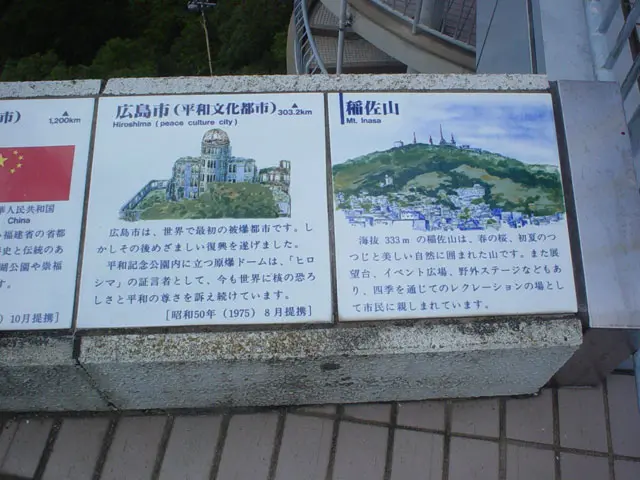 市)
▲
1,200km
華人民共和国
China
福建省の省都
歴史と伝統のあ
湖公園や崇福
す。
10月提携]
広島市(平和文化都市)
▲
303.2km
Hiroshima ( peace culture city )
広島市は、世界で最初の被爆都市です。し
かしその後めざましい復興を遂げました。
平和記念公園内に立つ原爆ドームは、「ヒロ
シマ」の証言者として、今も世界に核の恐ろ
しさと平和の尊さを訴え続けています。
[昭和50年(1975)8月提携]
稲佐山
Mt. Inasa
海抜 333m の稲佐山は、春の桜、初夏のつ
つじと美しい自然に囲まれた山です。また展
望台、イベント広場、野外ステージなどもあ
り、四季を通じてのレクレーションの場とし
て市民に親しまれています。